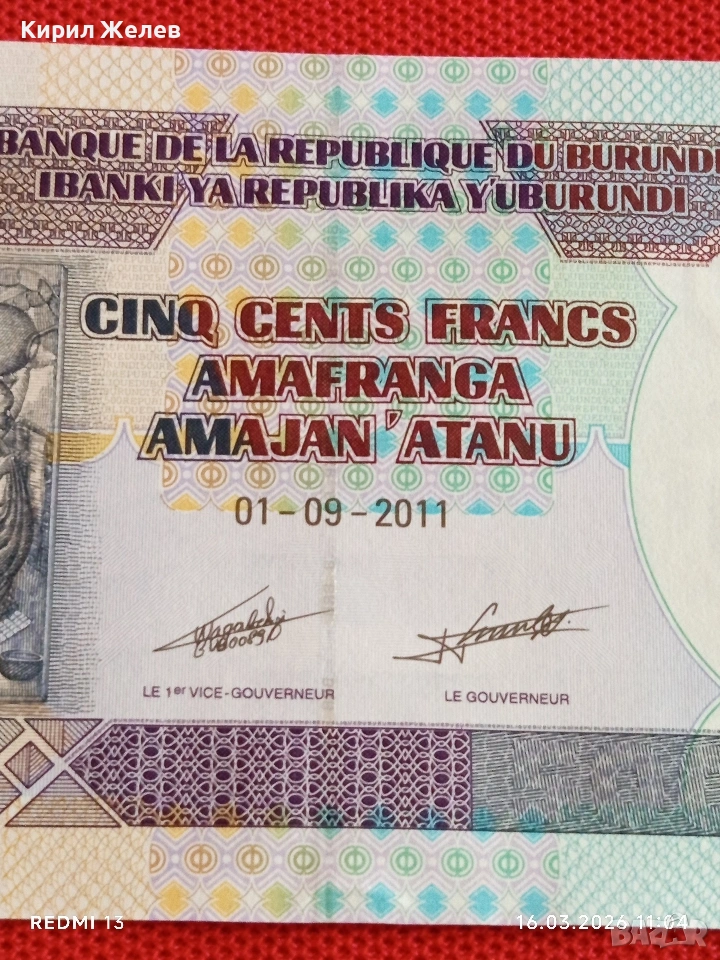 Кирил Желев
BANQUE DE LA REPUBLIQUE DU BURUNDI
IBANKI YA REPUBLIKA Y'UBURUNDI
CINQ CENTS FRANCS
AMAFRANGA
AMAJAN'ATANU
01-09-2011
LE 1er VICE-GOUVERNEUR
LE GOUVERNEUR
REDMI 13
16.03.2026 11:04
BAZAR